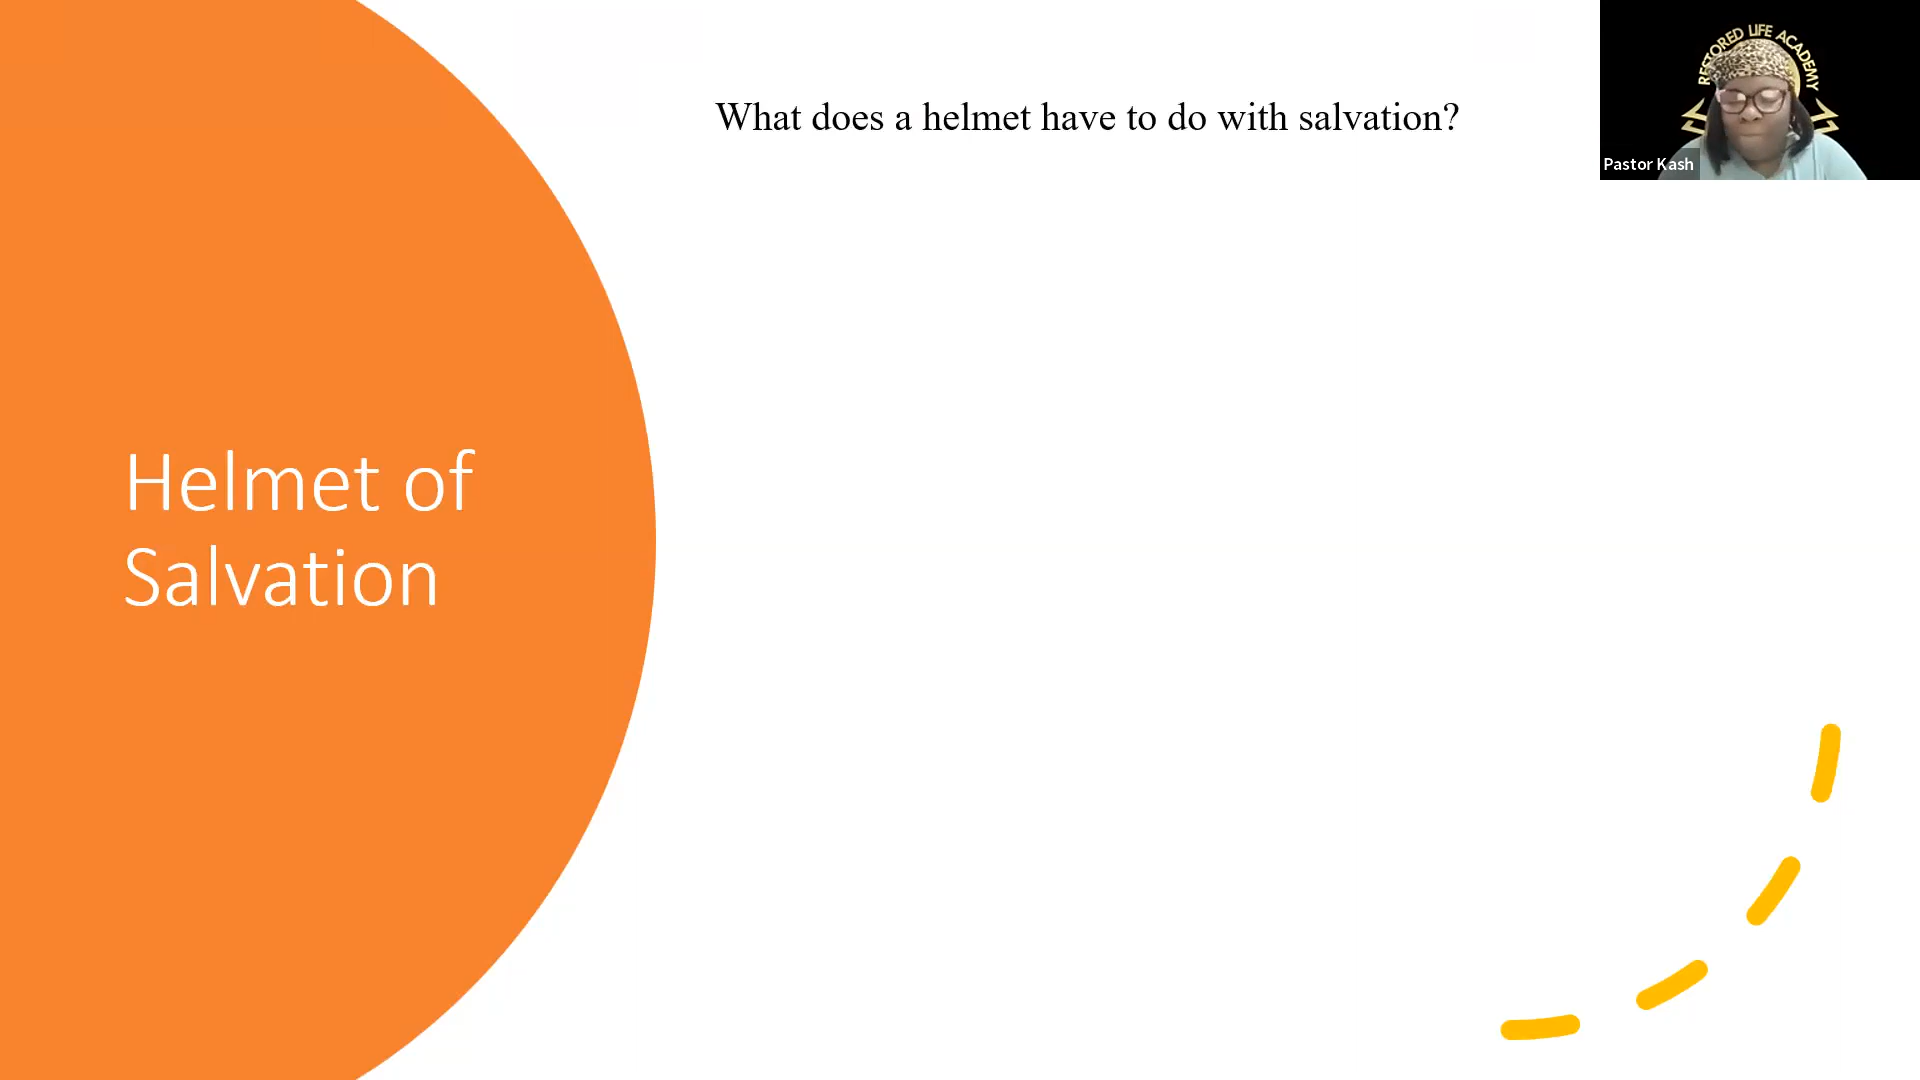 What does a helmet have to do with salvation?
RESTORED LIFE ACADEMY
Pastor Kash
Helmet of
Salvation